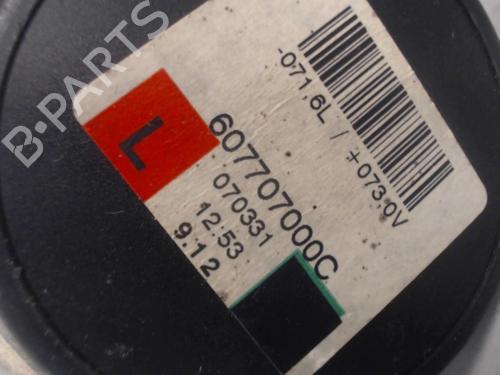 -071,6L / +073,0V
L
607707000C
070331
12.53
9.12
B-PARTS